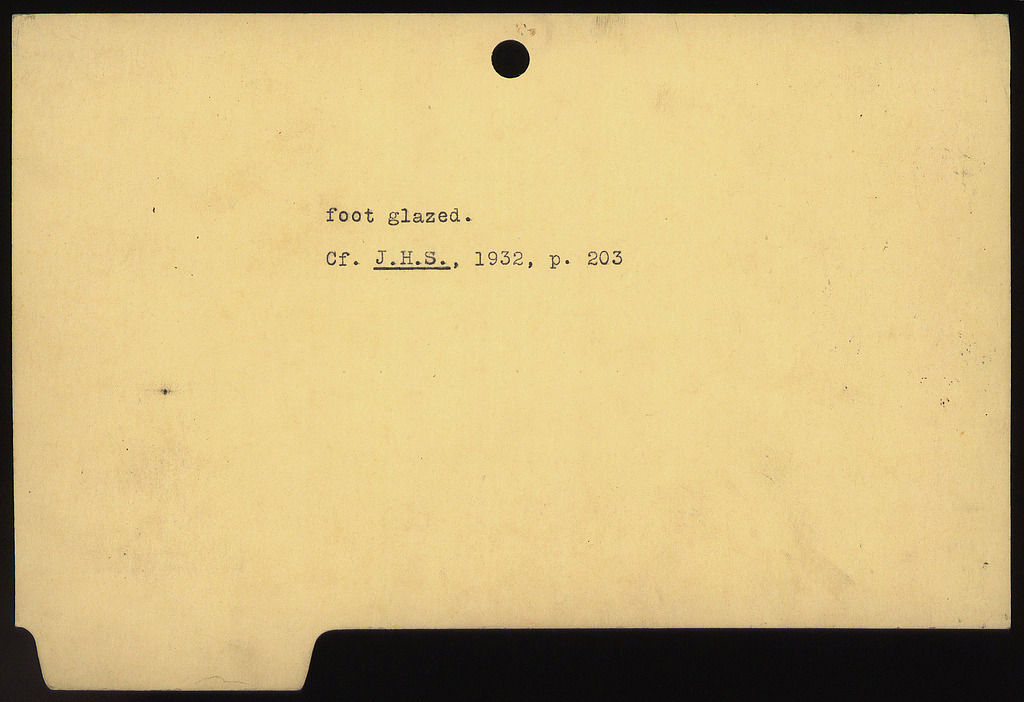 foot glazed.
Cf. J.H.S., 1932, p. 203